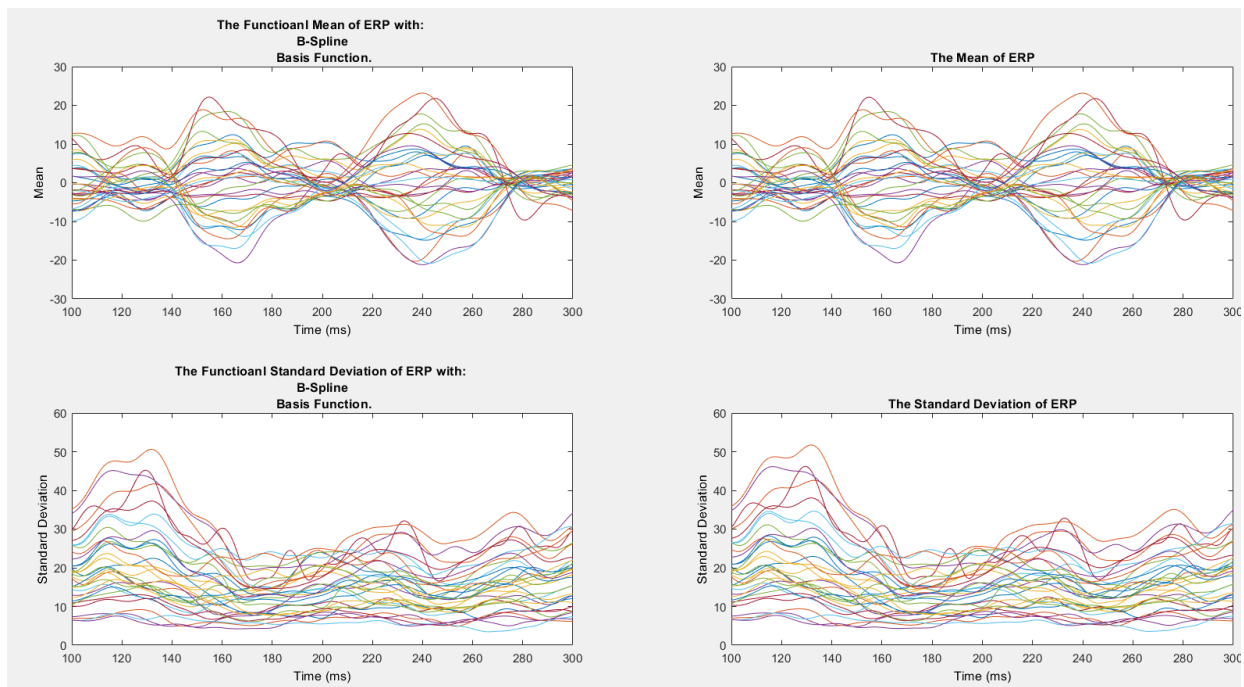 The Functioanl Mean of ERP with:
B-Spline
Basis Function.
30
20
10
0
-10
-20
-30
Mean
100 120 140 160 180 200 220 240 260 280 300
Time (ms)
The Mean of ERP
30
20
10
0
-10
-20
-30
Mean
100 120 140 160 180 200 220 240 260 280 300
Time (ms)
The Functioanl Standard Deviation of ERP with:
B-Spline
Basis Function.
60
50
40
30
20
10
0
Standard Deviation
100 120 140 160 180 200 220 240 260 280 300
Time (ms)
The Standard Deviation of ERP
60
50
40
30
20
10
0
Standard Deviation
100 120 140 160 180 200 220 240 260 280 300
Time (ms)